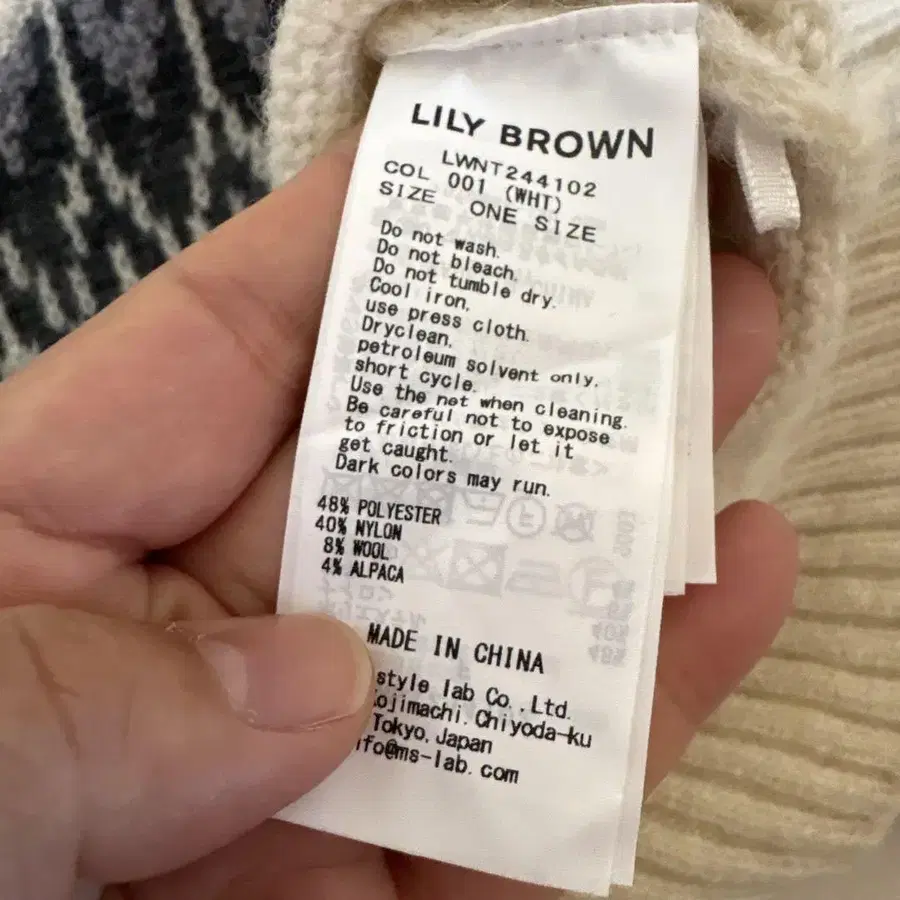 LILY BROWN
LWNT244102
COL 001 (WHT)
SIZE ONE SIZE
Do not wash.
Do not bleach.
Do not tumble dry.
Cool iron,
use press cloth.
Dryclean,
petroleum solvent only,
short cycle.
Use the net when cleaning.
Be careful not to expose
to friction or let it
get caught.
Dark colors may run.
48% POLYESTER
40% NYLON
8% WOOL
4% ALPACA
MADE IN CHINA
style lab Co.,Ltd.
Kojimachi, Chiyoda-ku
Tokyo, Japan
@ms-lab.com